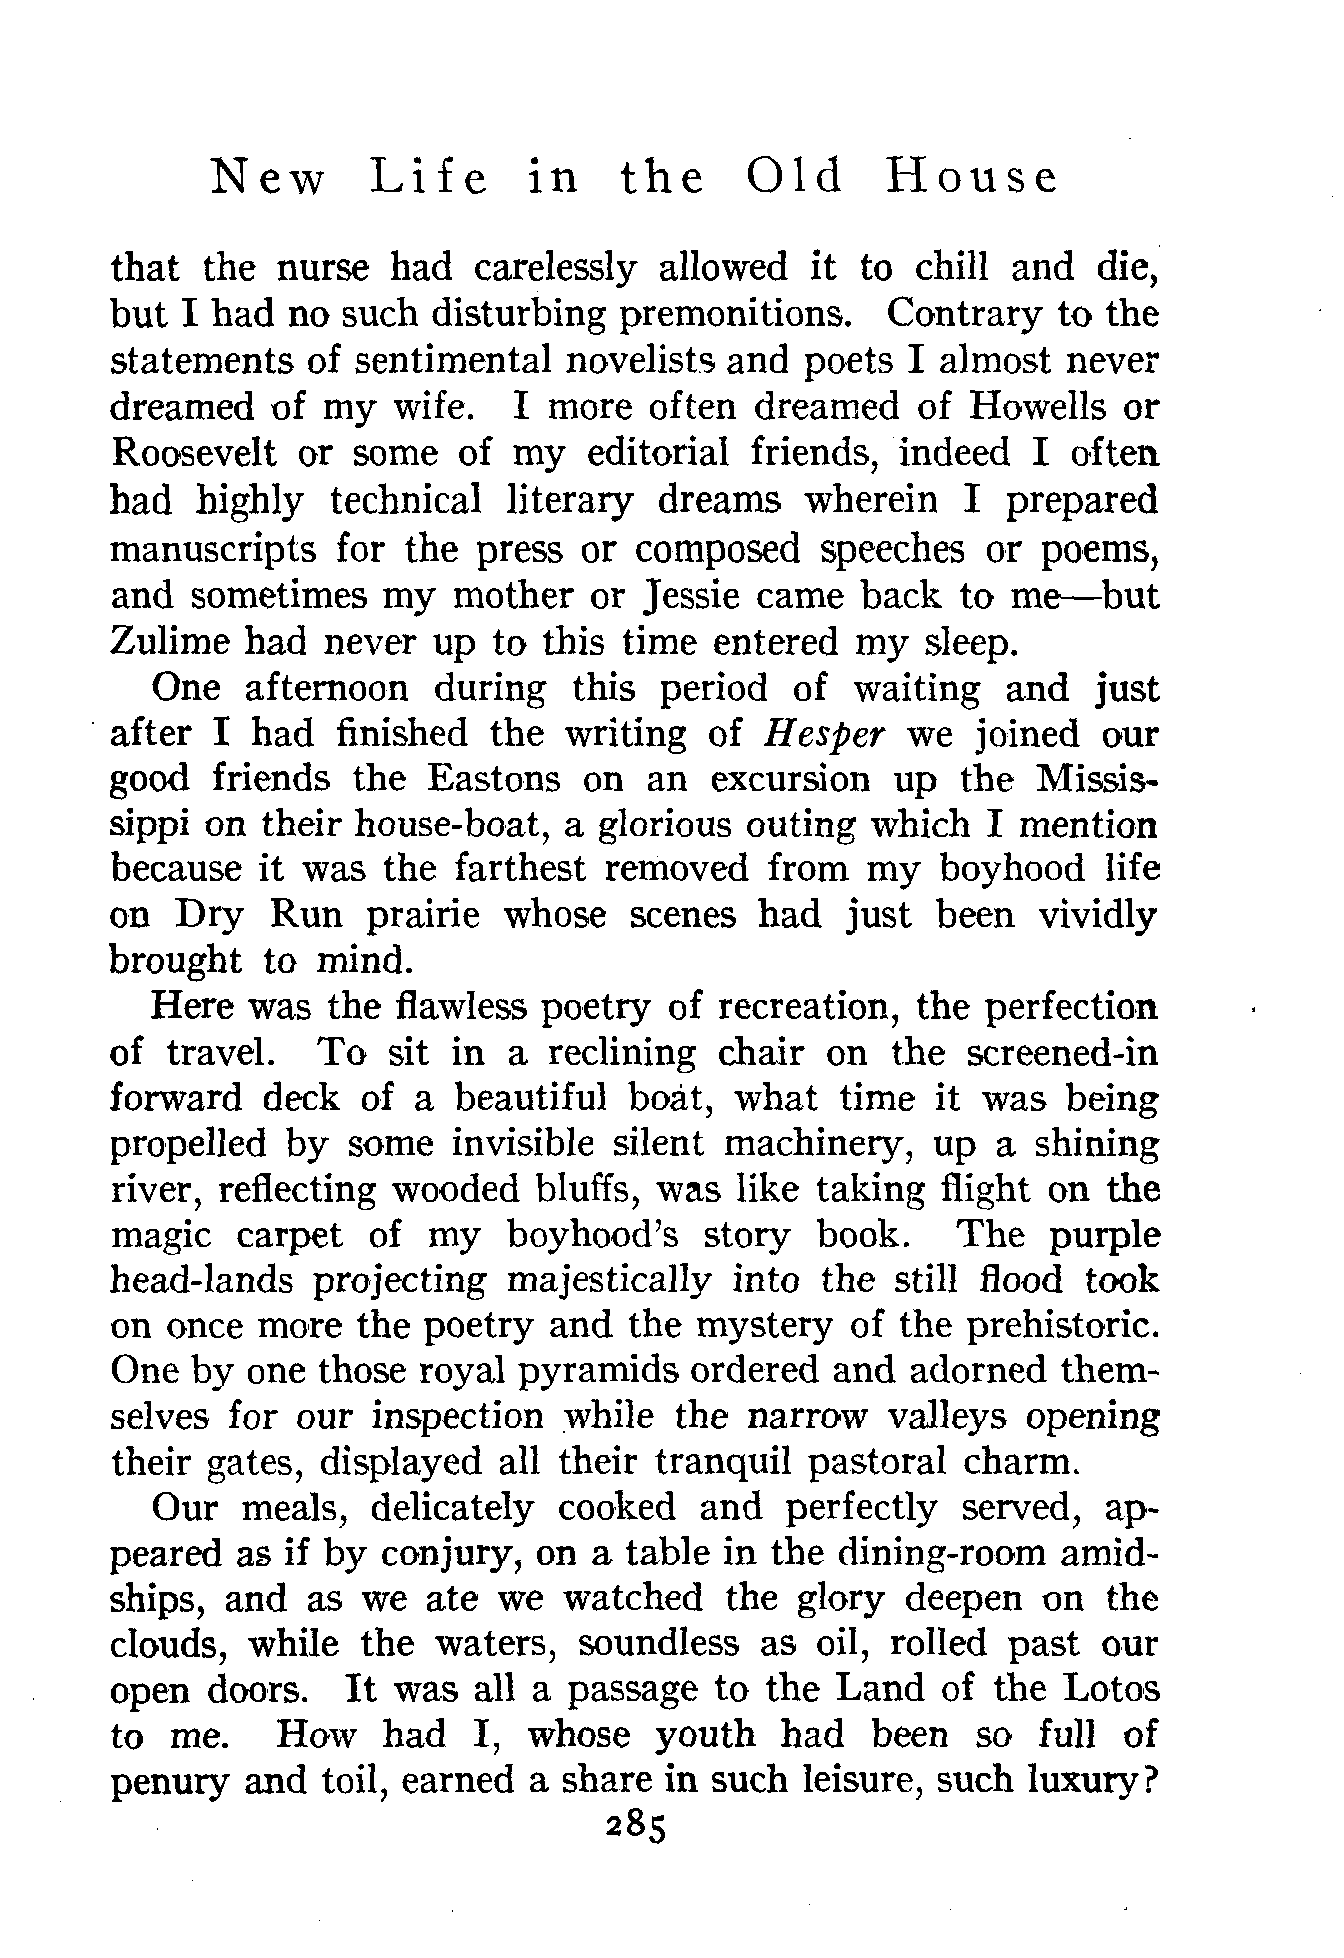 New Life in the Old House
that the nurse had carelessly allowed it to chill and die,
but I had no such disturbing premonitions. Contrary to the
statements of sentimental novelists and poets I almost never
dreamed of my wife. I more often dreamed of Howells or
Roosevelt or some of my editorial friends, indeed I often
had highly technical literary dreams wherein I prepared
manuscripts for the press or composed speeches or poems,
and sometimes my mother or Jessie came back to me—but
Zulime had never up to this time entered my sleep.
One afternoon during this period of waiting and just
after I had finished the writing of Hesper we joined our
good friends the Eastons on an excursion up the Missis-
sippi on their house-boat, a glorious outing which I mention
because it was the farthest removed from my boyhood life
on Dry Run prairie whose scenes had just been vividly
brought to mind.
Here was the flawless poetry of recreation, the perfection
of travel. To sit in a reclining chair on the screened-in
forward deck of a beautiful boat, what time it was being
propelled by some invisible silent machinery, up a shining
river, reflecting wooded bluffs, was like taking flight on the
magic carpet of my boyhood's story book. The purple
head-lands projecting majestically into the still flood took
on once more the poetry and the mystery of the prehistoric.
One by one those royal pyramids ordered and adorned them-
selves for our inspection while the narrow valleys opening
their gates, displayed all their tranquil pastoral charm.
Our meals, delicately cooked and perfectly served, ap-
peared as if by conjury, on a table in the dining-room amid-
ships, and as we ate we watched the glory deepen on the
clouds, while the waters, soundless as oil, rolled past our
open doors. It was all a passage to the Land of the Lotos
to me. How had I, whose youth had been so full of
penury and toil, earned a share in such leisure, such luxury?
285